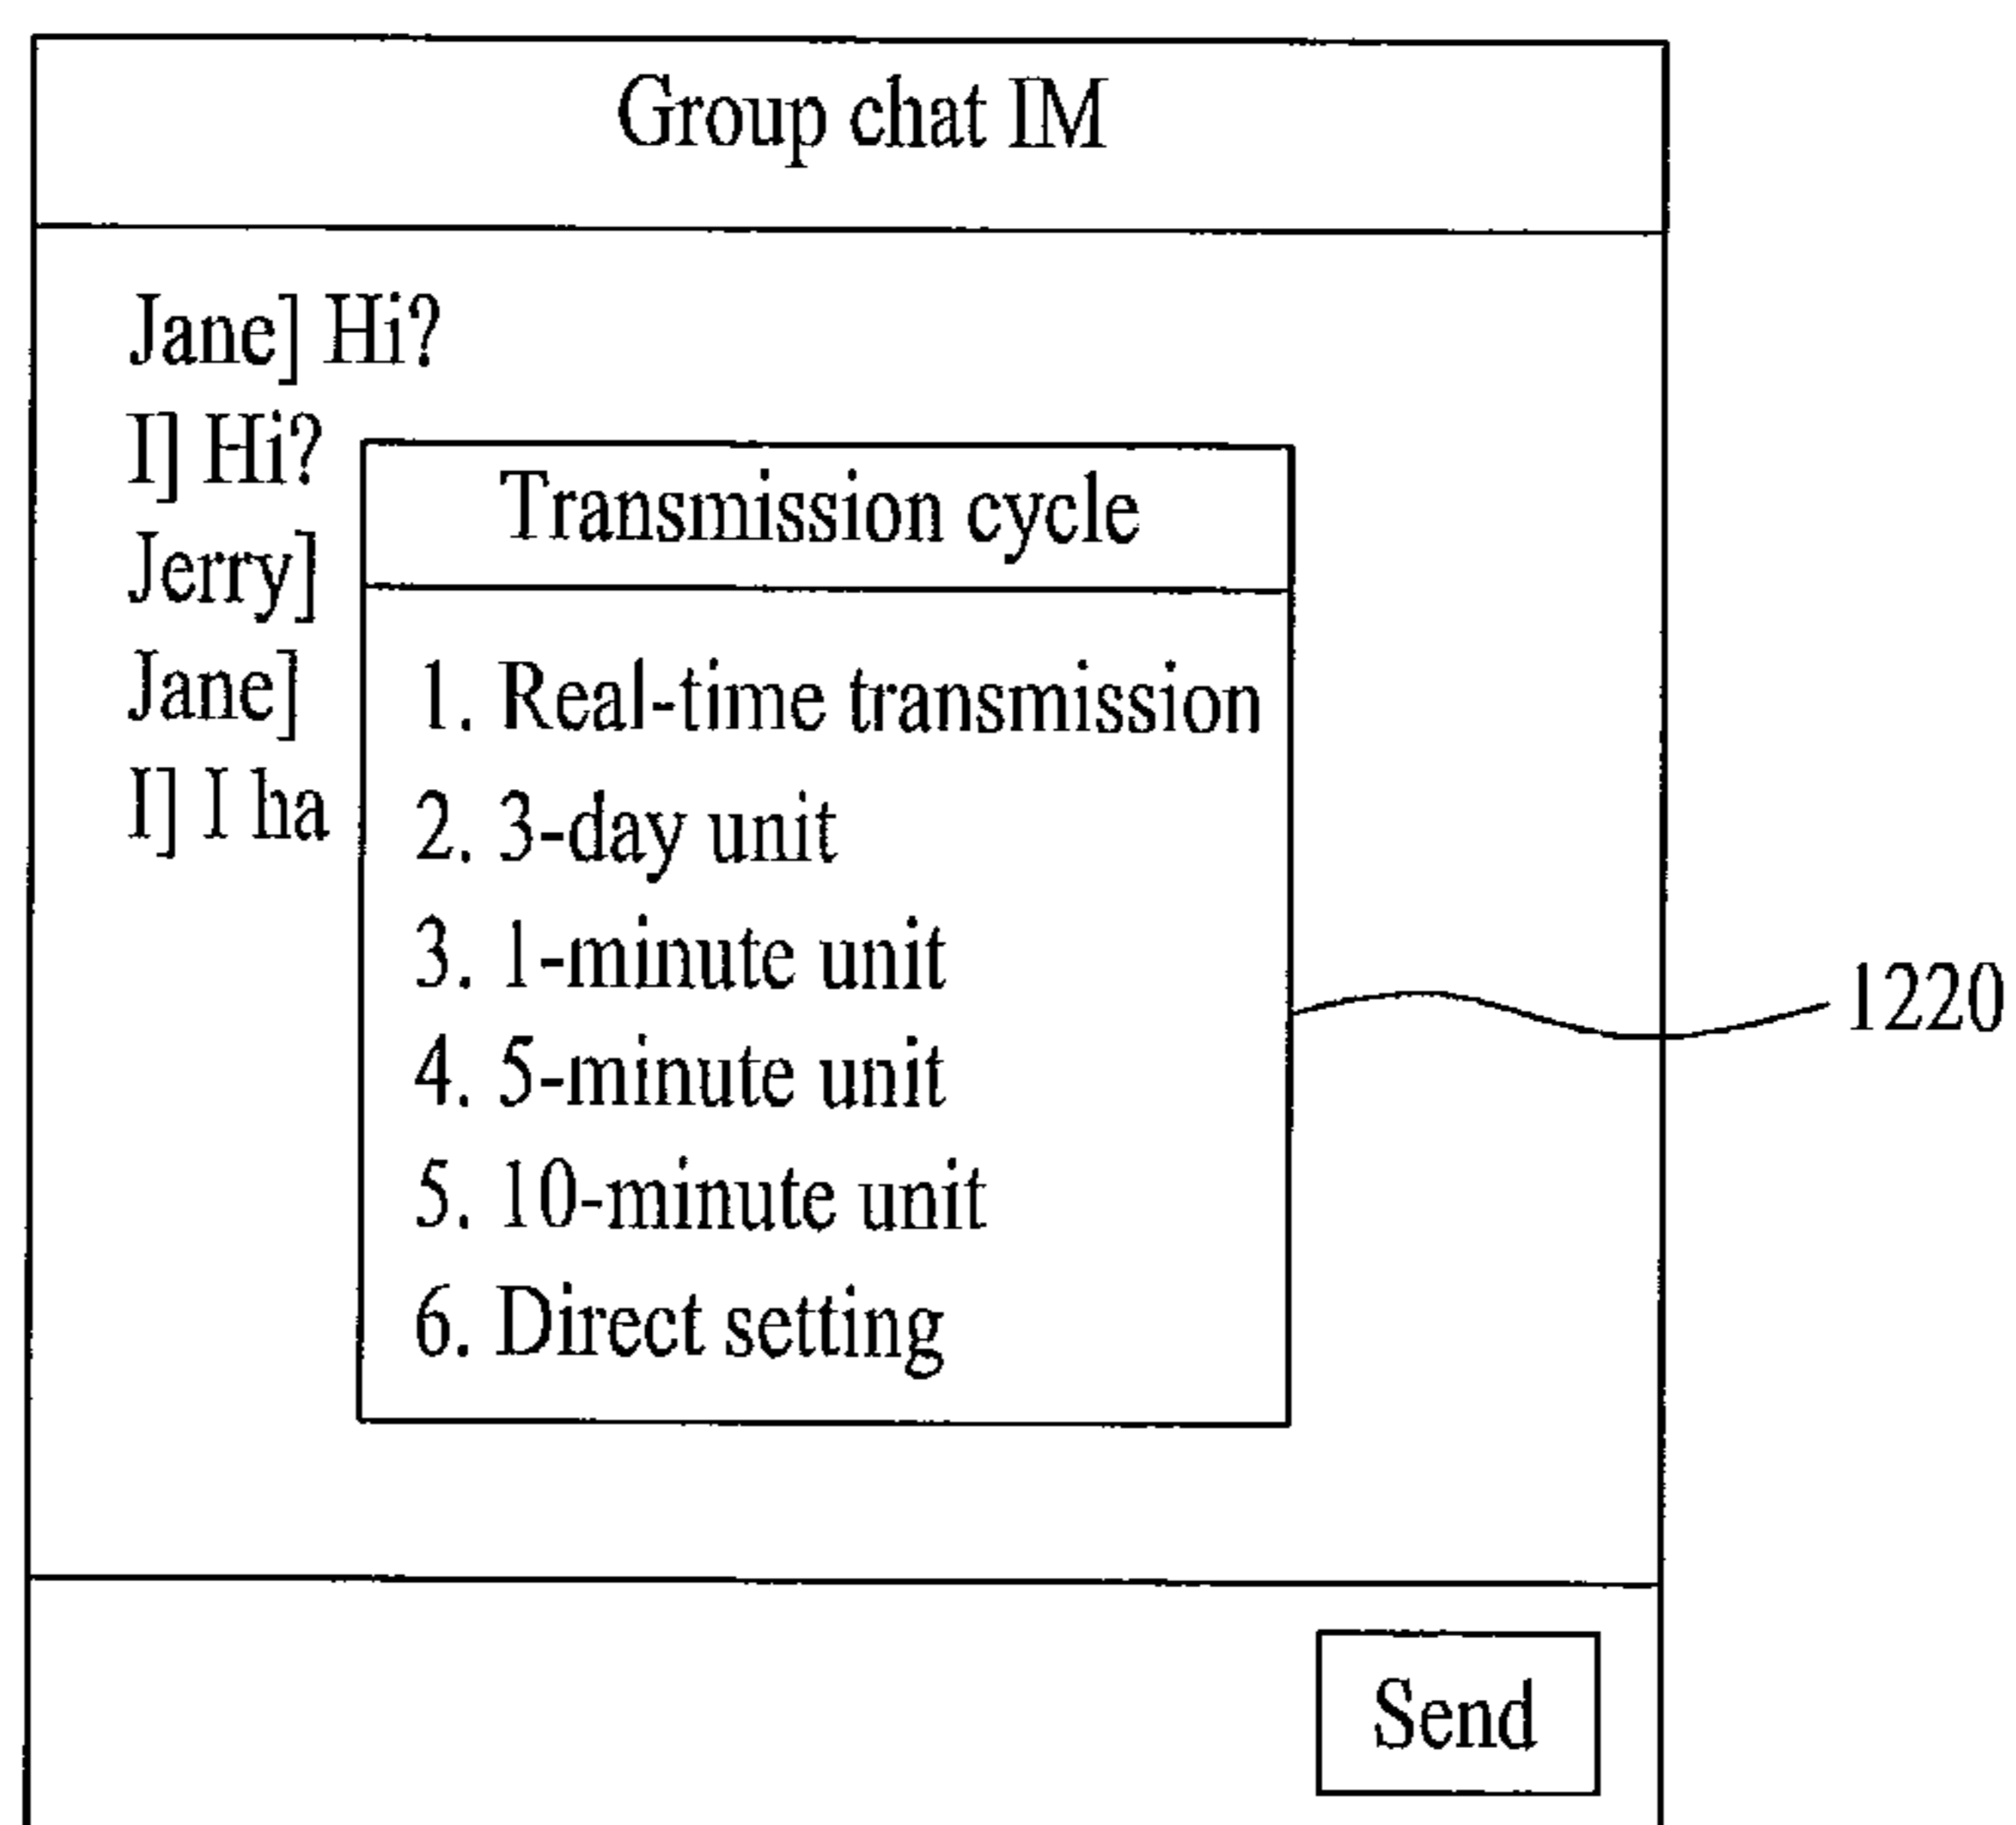 Group chat IM
Jane] Hi?
I] Hi?
Jerry]
Jane]
I] I ha
Transmission cycle
1. Real-time transmission
2. 3-day unit
3. 1-minute unit
4. 5-minute unit
5. 10-minute unit
6. Direct setting
1220
Send